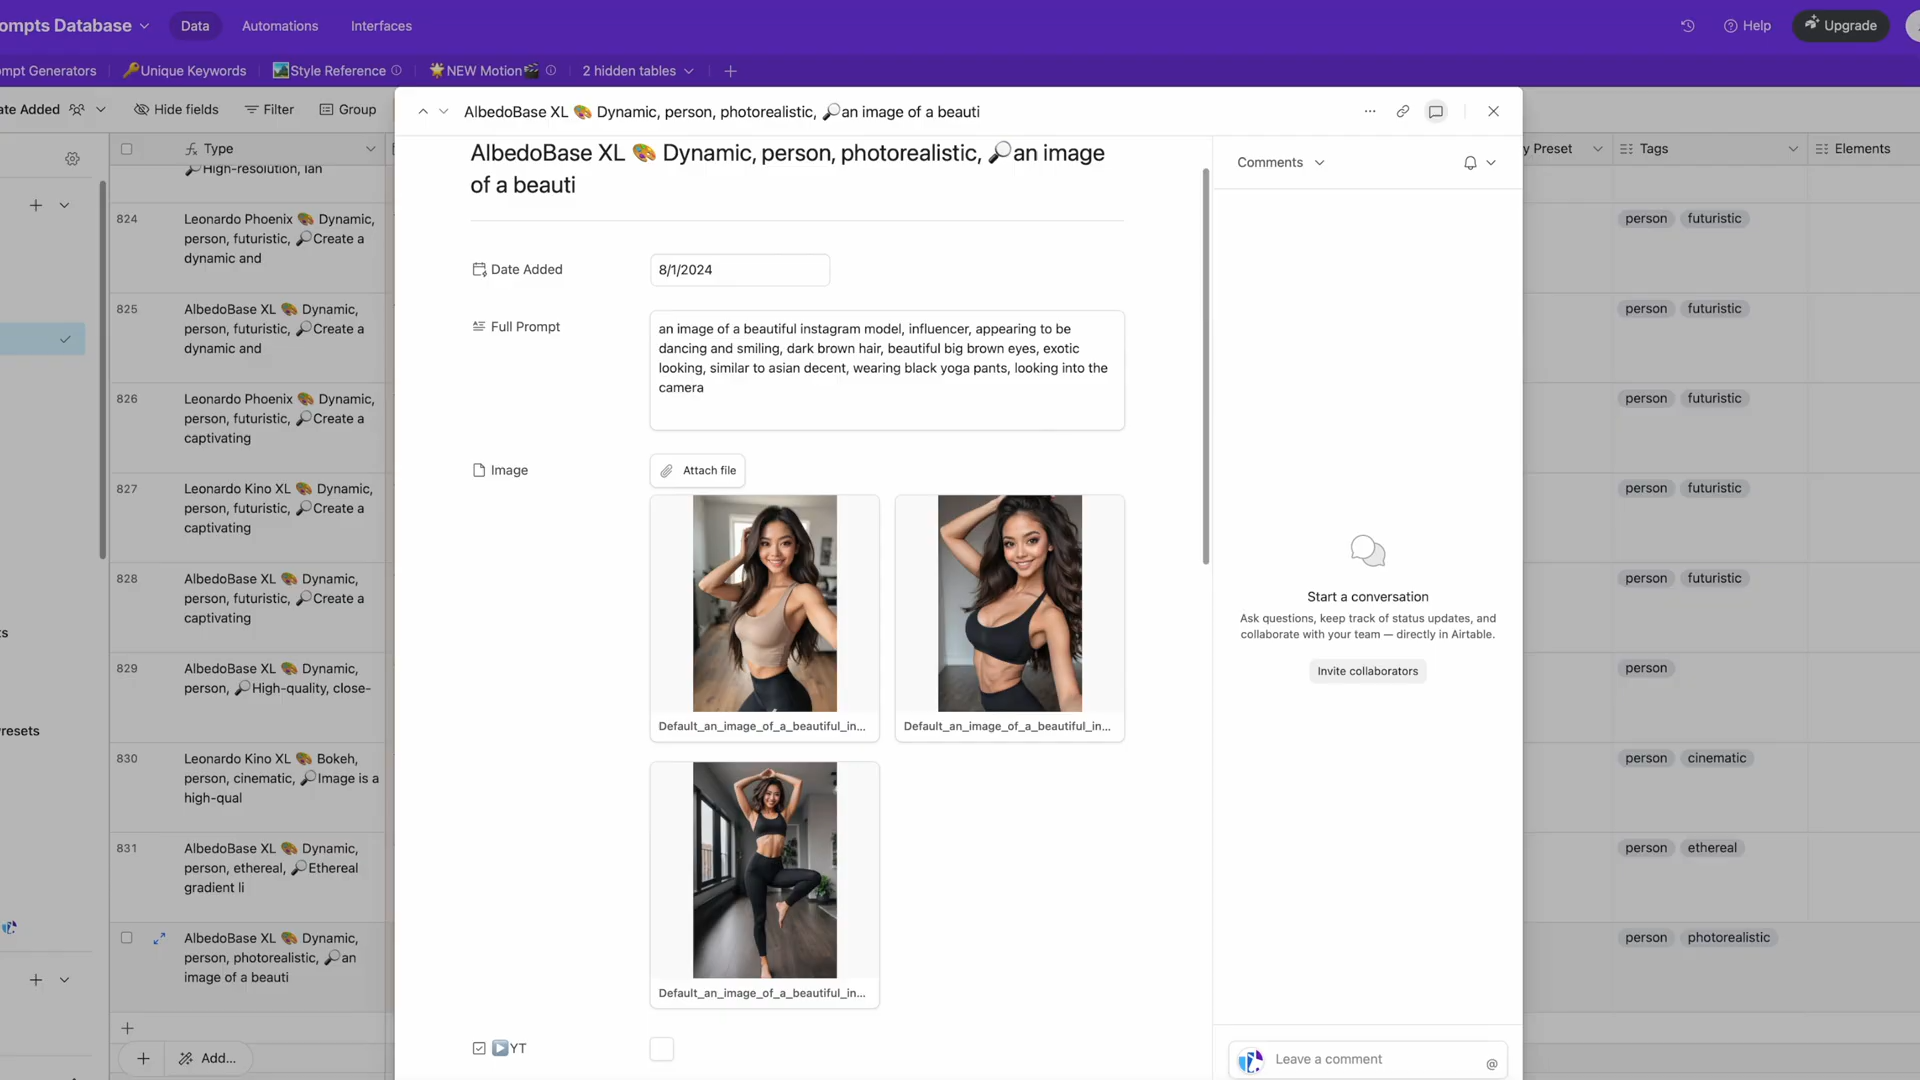 ompts Database
Data
Automations
Interfaces
Help
Upgrade
mpt Generators
Unique Keywords
Style Reference
NEW Motion
2 hidden tables
ate Added
Hide fields
Filter
Group
Type
High-resolution, lan
824
Leonardo Phoenix 🎨 Dynamic,
person, futuristic, 🔎Create a
dynamic and
825
AlbedoBase XL 🎨 Dynamic,
person, futuristic, 🔎Create a
dynamic and
826
Leonardo Phoenix 🎨 Dynamic,
person, futuristic, 🔎Create a
captivating
827
Leonardo Kino XL 🎨 Dynamic,
person, futuristic, 🔎Create a
captivating
828
AlbedoBase XL 🎨 Dynamic,
person, futuristic, 🔎Create a
captivating
829
AlbedoBase XL 🎨 Dynamic,
person, 🔎High-quality, close-
830
Leonardo Kino XL 🎨 Bokeh,
person, cinematic, 🔎Image is a
high-qual
831
AlbedoBase XL 🎨 Dynamic,
person, ethereal, 🔎Ethereal
gradient li
AlbedoBase XL 🎨 Dynamic,
person, photorealistic, 🔎an
image of a beauti
Add...
ts
resets
AlbedoBase XL 🎨 Dynamic, person, photorealistic, 🔎an image of a beauti
AlbedoBase XL 🎨 Dynamic, person, photorealistic, 🔎an image
of a beauti
Date Added
8/1/2024
Full Prompt
an image of a beautiful instagram model, influencer, appearing to be
dancing and smiling, dark brown hair, beautiful big brown eyes, exotic
looking, similar to asian decent, wearing black yoga pants, looking into the
camera
Image
Attach file
Default_an_image_of_a_beautiful_in...
Default_an_image_of_a_beautiful_in...
Default_an_image_of_a_beautiful_in...
YT
Comments
Start a conversation
Ask questions, keep track of status updates, and
collaborate with your team — directly in Airtable.
Invite collaborators
Leave a comment
@
y Preset
Tags
Elements
person futuristic
person futuristic
person futuristic
person futuristic
person futuristic
person
person cinematic
person ethereal
person photorealistic